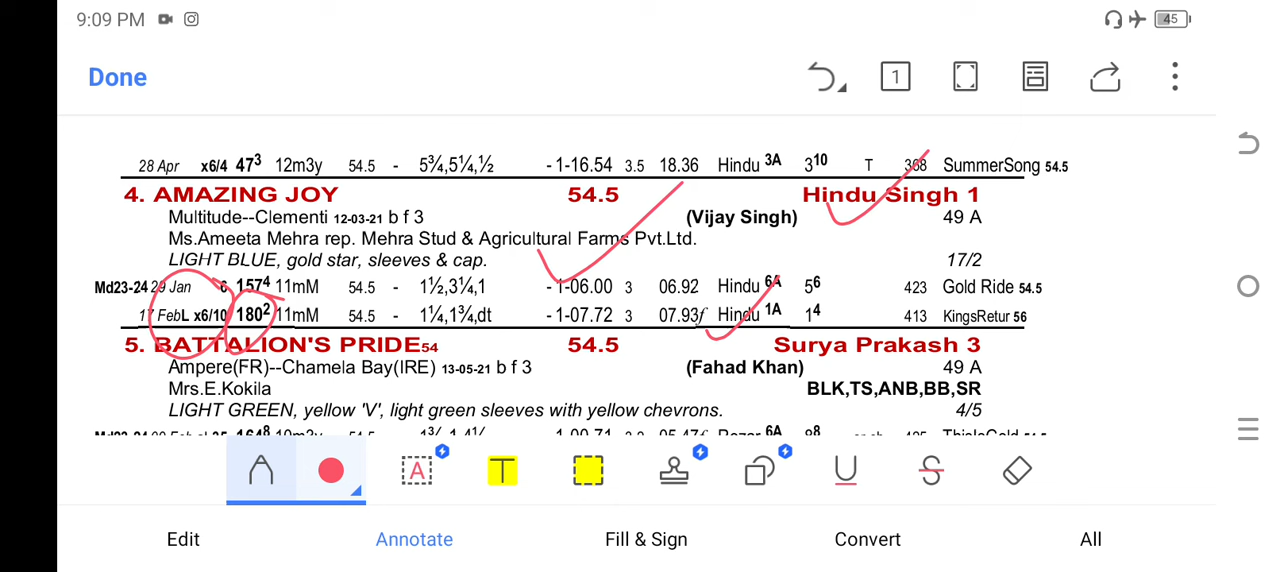 9:09 PM 45
Done 1
28 Apr x6/4 47³ 12m3y 54.5 - 5¾,5¼,½ - 1-16.54 3.5 18.36 Hindu 3A 3¹⁰ T 368 SummerSong 54.5
4. AMAZING JOY 54.5 Hindu Singh 1
Multitude--Clementi 12-03-21 b f 3 (Vijay Singh) 49 A
Ms.Ameeta Mehra rep. Mehra Stud & Agricultural Farms Pvt.Ltd.
LIGHT BLUE, gold star, sleeves & cap. 17/2
Md23-24 29 Jan 6 157⁴ 11mM 54.5 - 1½,3¼,1 - 1-06.00 3 06.92 Hindu 6A 5⁶ 423 Gold Ride 54.5
17 FebL x6/10 180² 11mM 54.5 - 1¼,1¾,dt - 1-07.72 3 07.93f Hindu 1A 1⁴ 413 KingsRetur 56
5. BATTALION'S PRIDE54 54.5 Surya Prakash 3
Ampere(FR)--Chamela Bay(IRE) 13-05-21 b f 3 (Fahad Khan) 49 A
Mrs.E.Kokila BLK,TS,ANB,BB,SR
LIGHT GREEN, yellow 'V', light green sleeves with yellow chevrons. 4/5
A T U S
Edit Annotate Fill & Sign Convert All